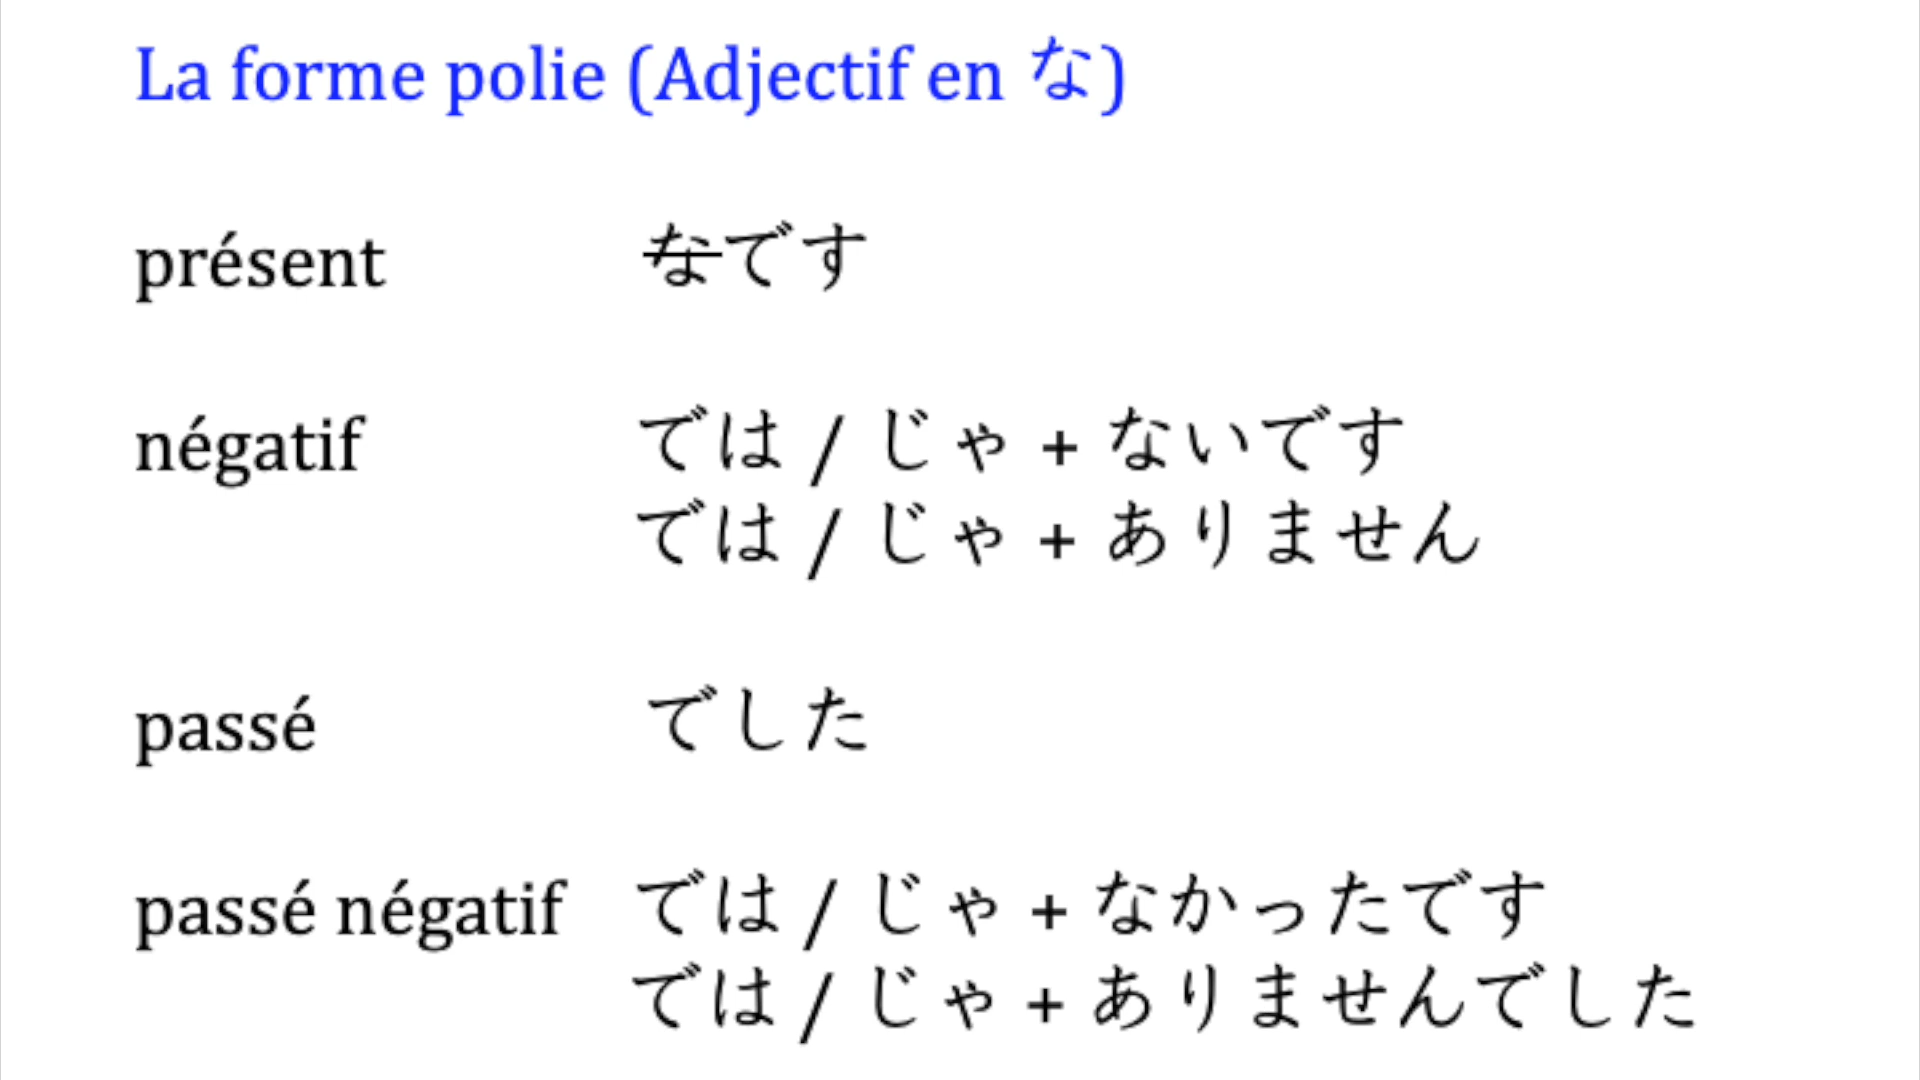 La forme polie (Adjectif en な)
présent なです
négatif では / じゃ + ないです
では / じゃ + ありません
passé でした
passé négatif では / じゃ + なかったです
では / じゃ + ありませんでした